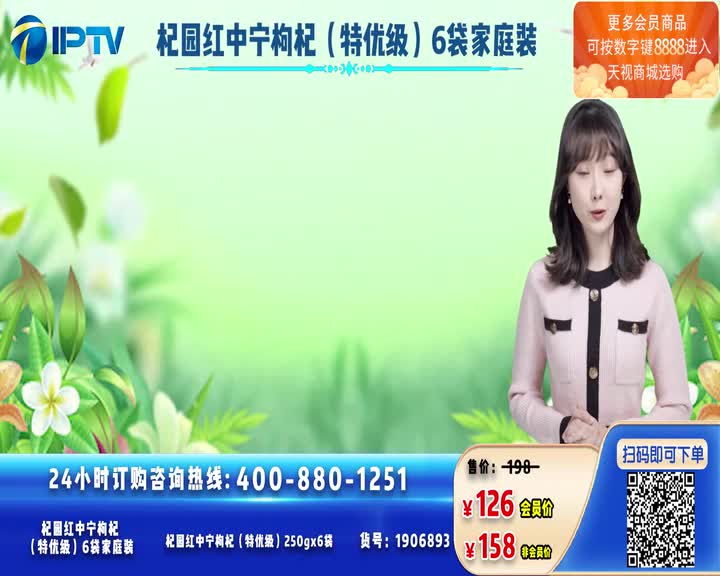 IPTV
杞园红中宁枸杞（特优级）6袋家庭装
更多会员商品
可按数字键8888进入
天视商城选购
24小时订购咨询热线:400-880-1251
售价：198
¥126 会员价
¥158 非会员价
扫码即可下单
杞园红中宁枸杞
（特优级）6袋家庭装
杞园红中宁枸杞（特优级）250gx6袋
货号：1906893